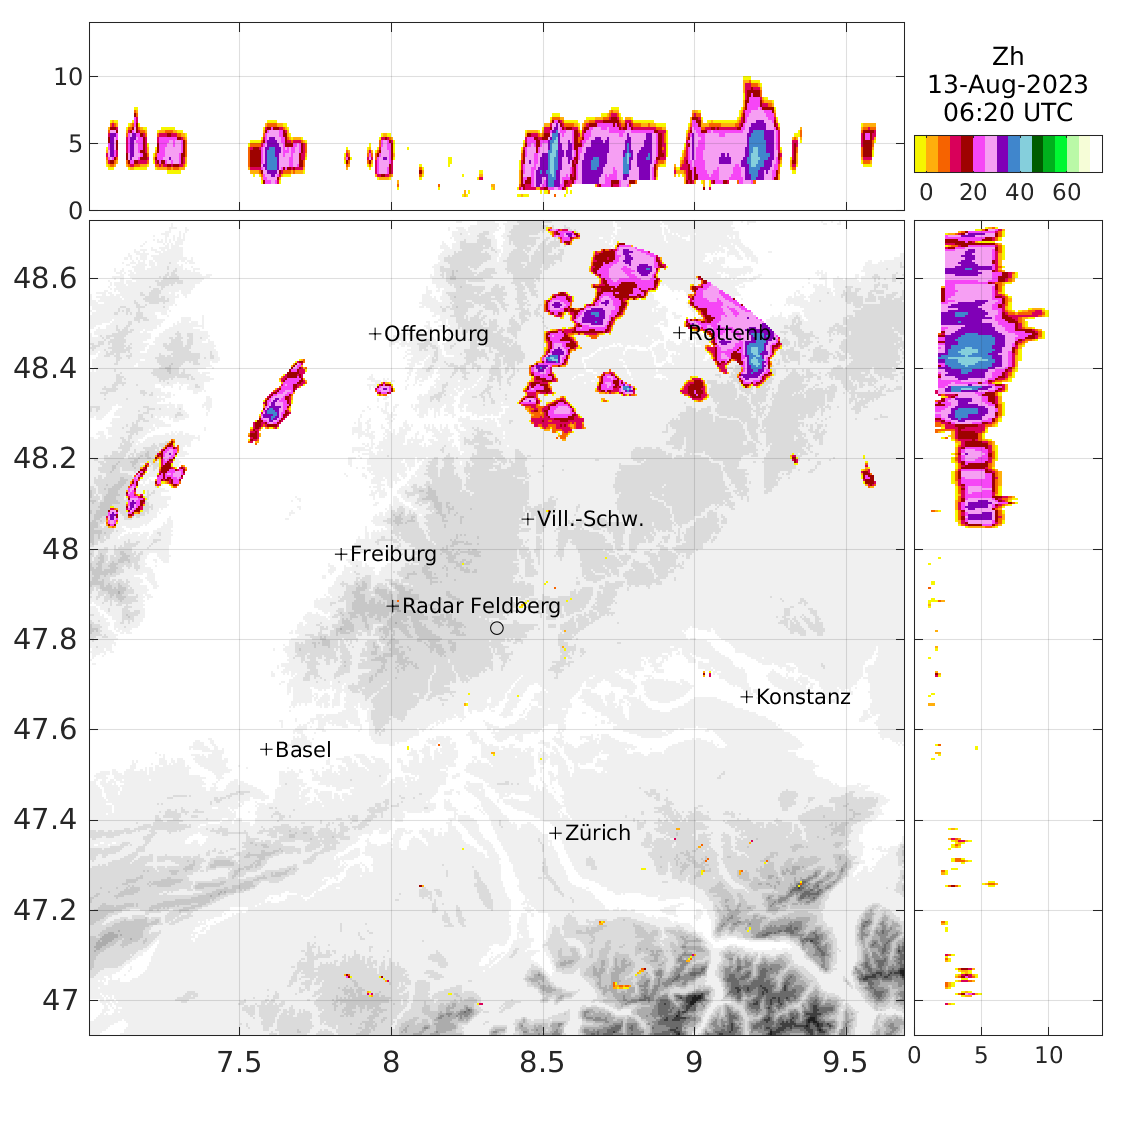 10
5
0
Zh
13-Aug-2023
06:20 UTC
0 20 40 60
48.6
48.4
48.2
48
47.8
47.6
47.4
47.2
47
Offenburg
Rottenb.
Vill.-Schw.
Freiburg
Radar Feldberg
Konstanz
Basel
Zürich
7.5 8 8.5 9 9.5
0 5 10